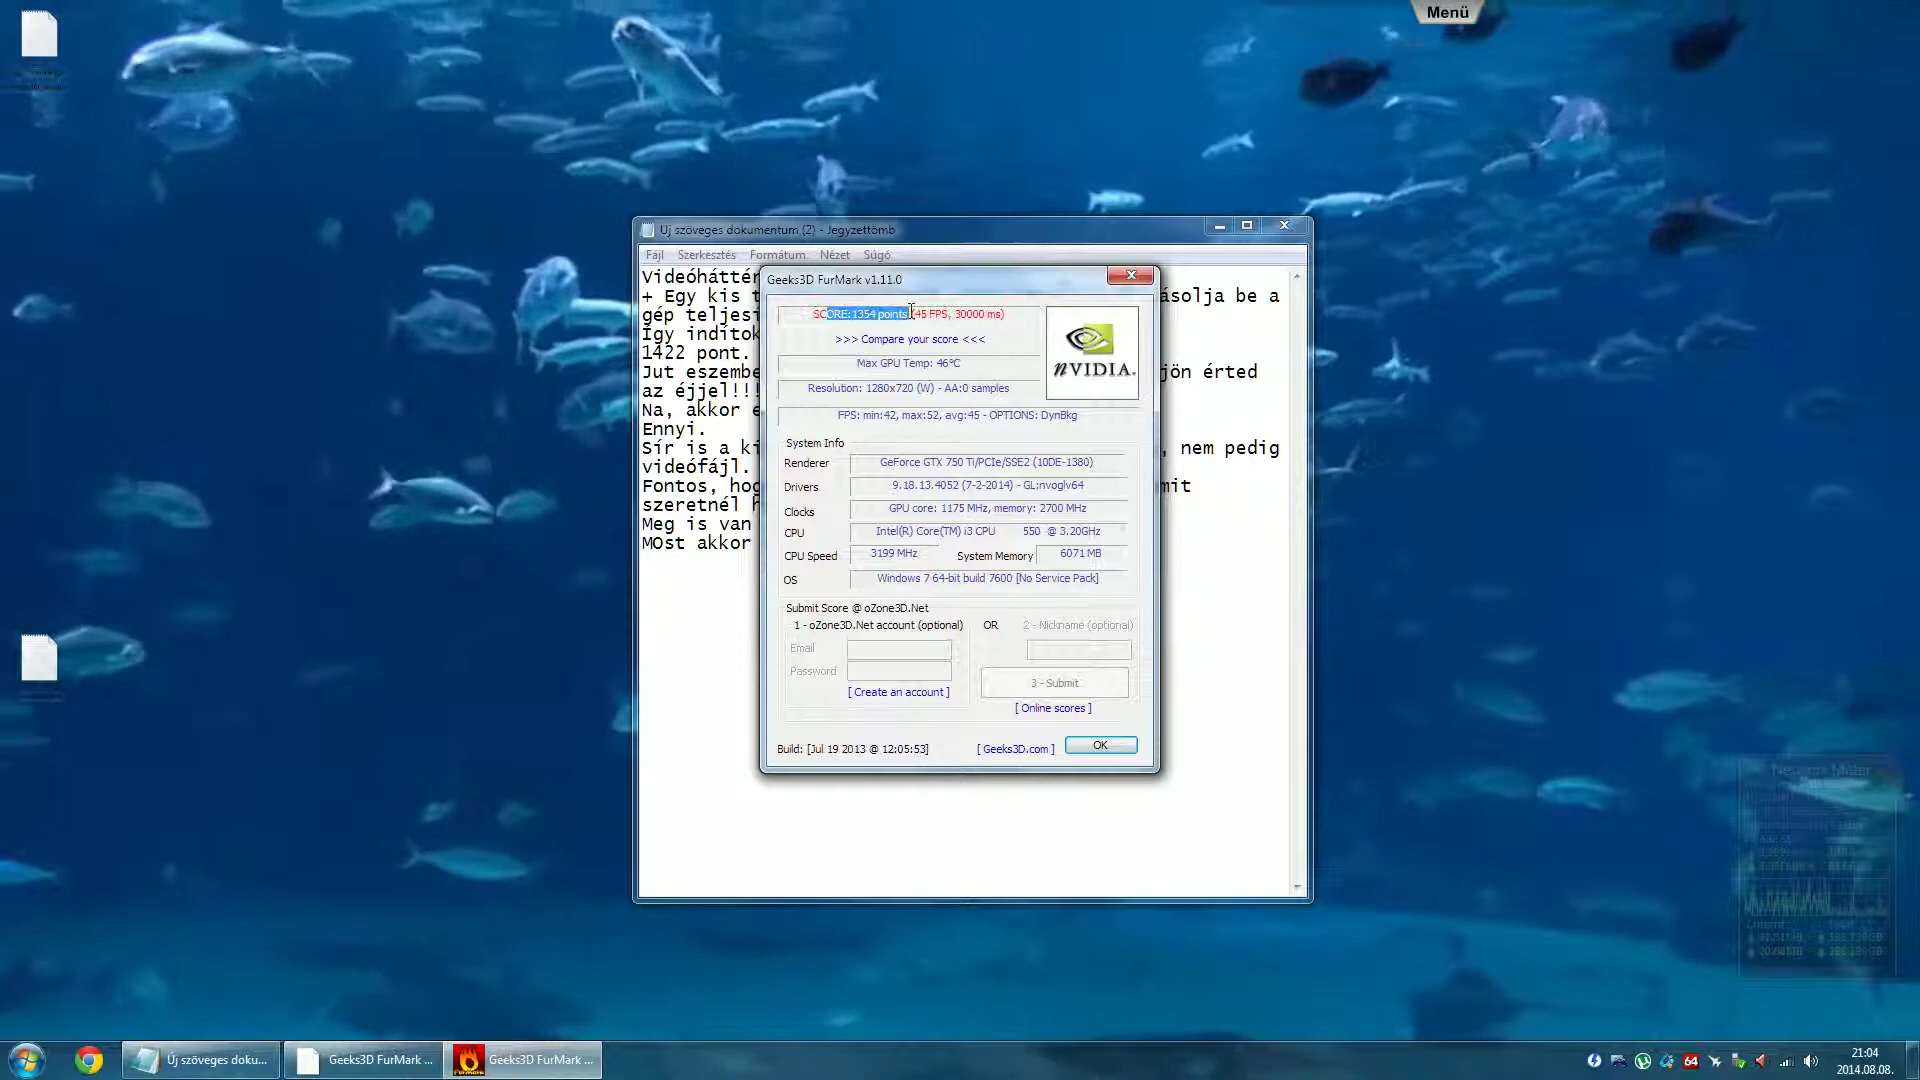 Menü
Új szöveges dokumentum (2) - Jegyzettömb
Fájl Szerkesztés Formátum Nézet Súgó
Videóháttér
+ Egy kis ásolja be a
gép teljesí
Így indítok
1422 pont.
Jut eszembe jön érted
az éjjel!!!
Na, akkor
Ennyi.
Sír is a ki , nem pedig
videófájl.
Fontos, hog mit
szeretnél
Meg is van
MOst akkor
Geeks3D FurMark v1.11.0
SCORE:1354 points (45 FPS, 30000 ms)
>>> Compare your score <<<
Max GPU Temp: 46°C
Resolution: 1280x720 (W) - AA:0 samples
FPS: min:42, max:52, avg:45 - OPTIONS: DynBkg
nVIDIA.
System Info
Renderer GeForce GTX 750 Ti/PCIe/SSE2 (10DE-1380)
Drivers 9.18.13.4052 (7-2-2014) - GL:nvoglv64
Clocks GPU core: 1175 MHz, memory: 2700 MHz
CPU Intel(R) Core(TM) i3 CPU 550 @ 3.20GHz
CPU Speed 3199 MHz System Memory 6071 MB
OS Windows 7 64-bit build 7600 [No Service Pack]
Submit Score @ oZone3D.Net
1 - oZone3D.Net account (optional) OR 2 - Nickname (optional)
Email
Password
[ Create an account ]
3 - Submit
[ Online scores ]
Build: [Jul 19 2013 @ 12:05:53] [ Geeks3D.com ] OK
Network Meter
Új szöveges doku... Geeks3D FurMark ... Geeks3D FurMark ...
64
21:04
2014.08.08.